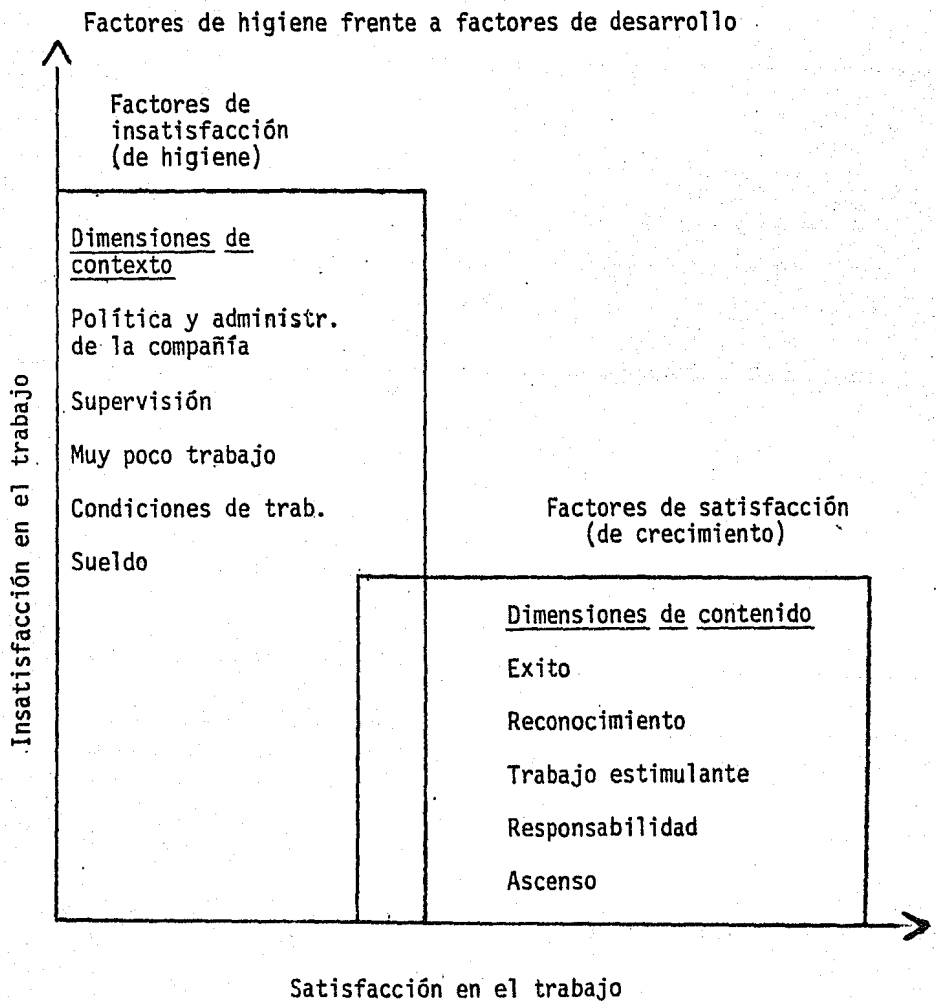 Factores de higiene frente a factores de desarrollo
Factores de
insatisfacción
(de higiene)
Dimensiones de
contexto
Política y administr.
de la compañía
Supervisión
Muy poco trabajo
Condiciones de trab.
Sueldo
Insatisfacción en el trabajo
Factores de satisfacción
(de crecimiento)
Dimensiones de contenido
Exito
Reconocimiento
Trabajo estimulante
Responsabilidad
Ascenso
Satisfacción en el trabajo